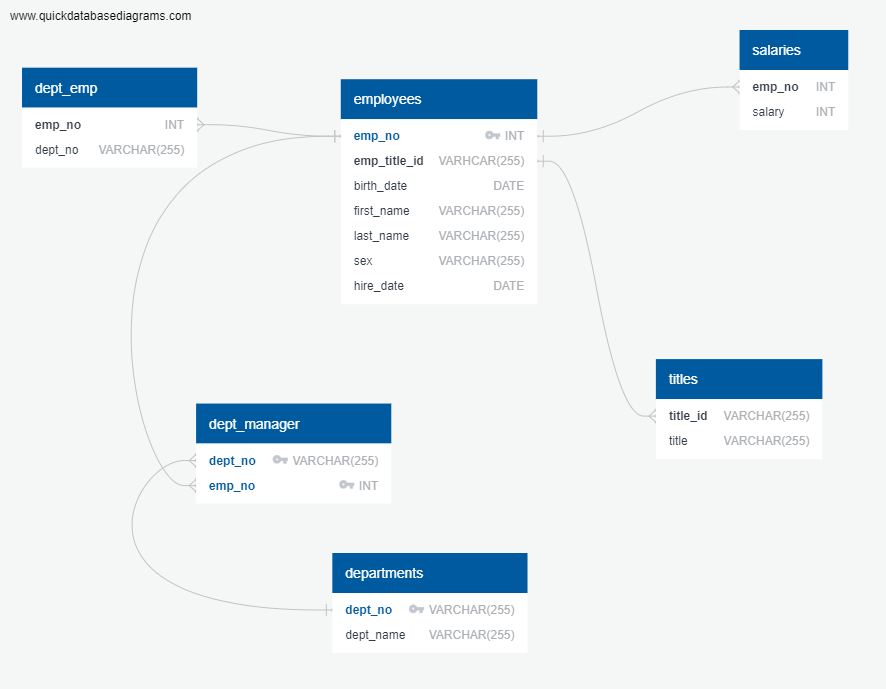 www.quickdatabasediagrams.com
dept_emp
emp_no INT
dept_no VARCHAR(255)
employees
emp_no INT
emp_title_id VARHCAR(255)
birth_date DATE
first_name VARCHAR(255)
last_name VARCHAR(255)
sex VARCHAR(255)
hire_date DATE
salaries
emp_no INT
salary INT
titles
title_id VARCHAR(255)
title VARCHAR(255)
dept_manager
dept_no VARCHAR(255)
emp_no INT
departments
dept_no VARCHAR(255)
dept_name VARCHAR(255)